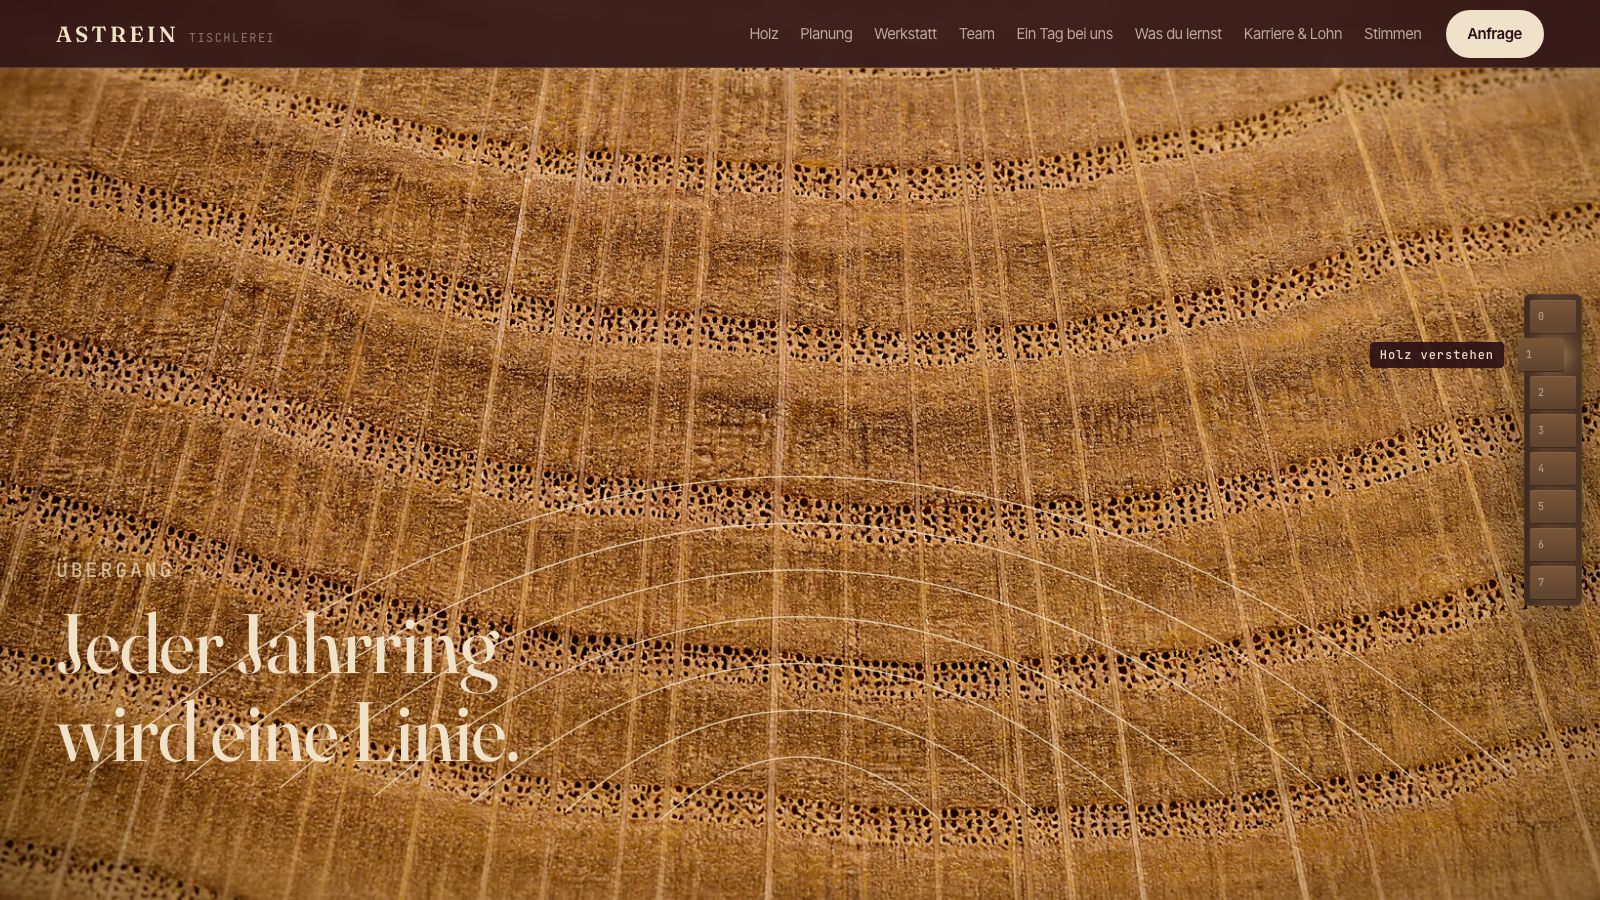 ASTREIN TISCHLEREI
Holz Planung Werkstatt Team Ein Tag bei uns Was du lernst Karriere & Lohn Stimmen Anfrage
0
Holz verstehen 1
2
3
4
5
6
7
ÜBERGANG
Jeder Jahrring
wird eine Linie.